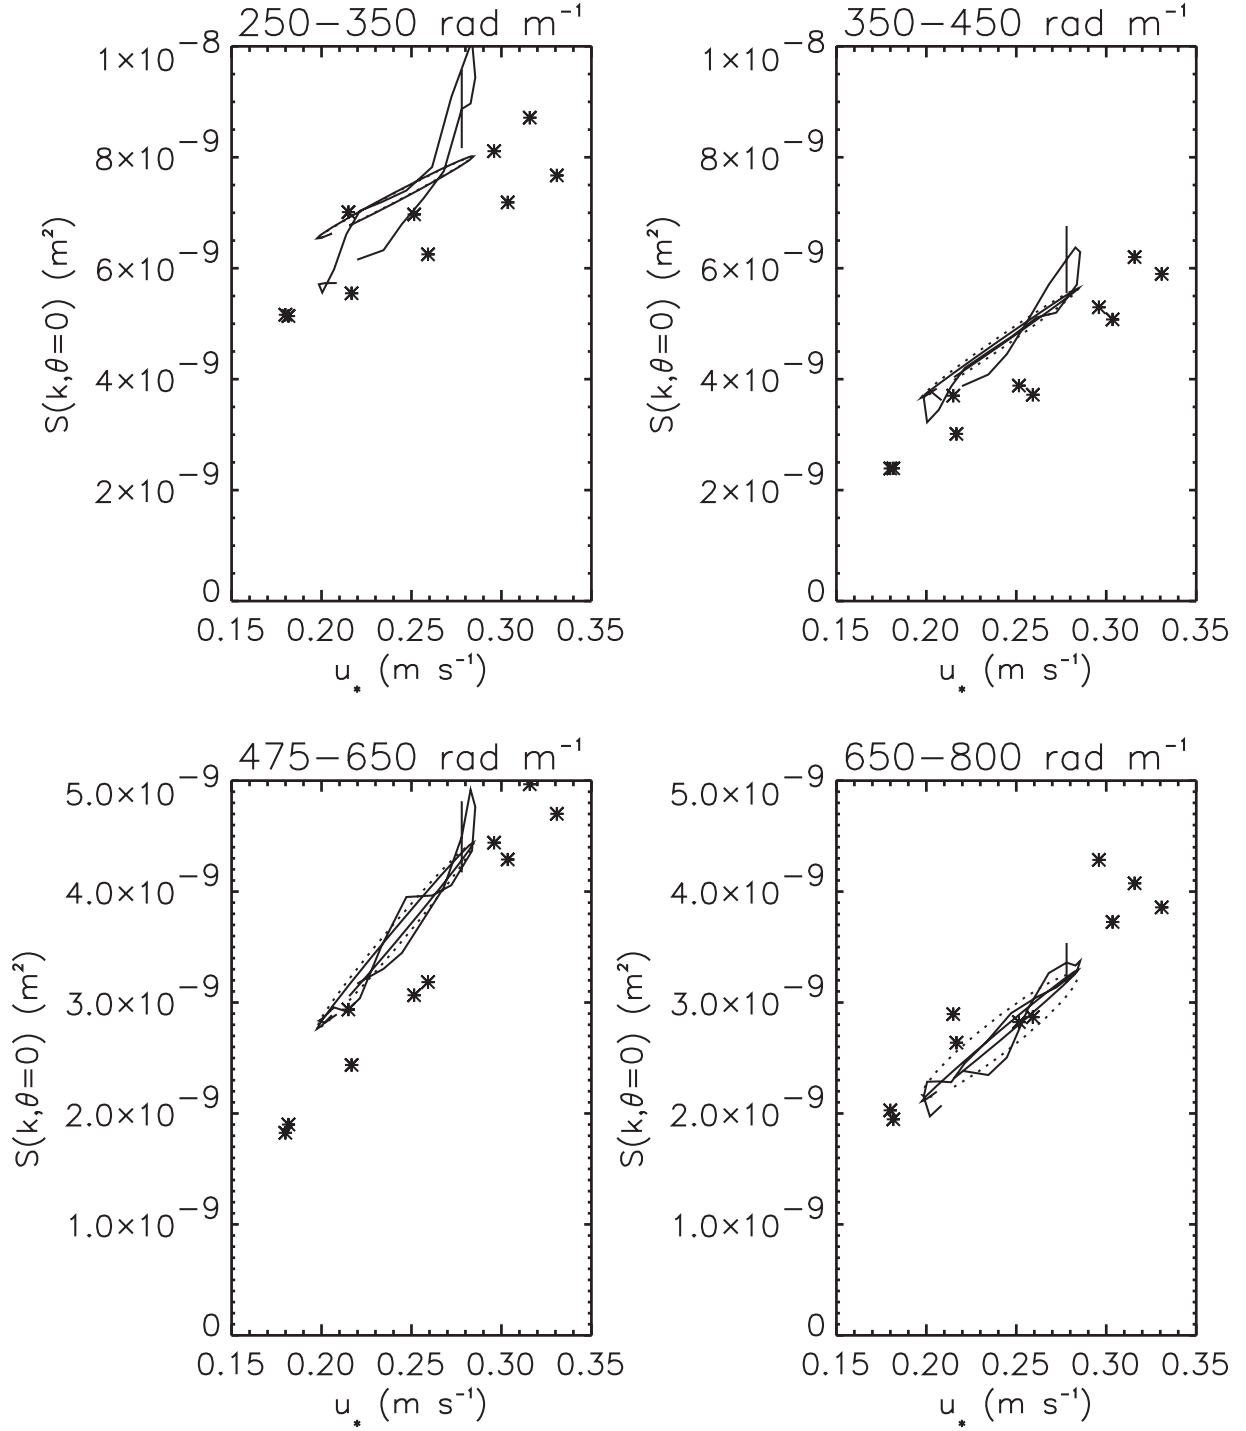 250−350 rad m⁻¹
1×10⁻⁸
8×10⁻⁹
6×10⁻⁹
4×10⁻⁹
2×10⁻⁹
0
S(k,θ=0) (m²)
0.15 0.20 0.25 0.30 0.35
u* (m s⁻¹)
350−450 rad m⁻¹
1×10⁻⁸
8×10⁻⁹
6×10⁻⁹
4×10⁻⁹
2×10⁻⁹
0
S(k,θ=0) (m²)
0.15 0.20 0.25 0.30 0.35
u* (m s⁻¹)
475−650 rad m⁻¹
5.0×10⁻⁹
4.0×10⁻⁹
3.0×10⁻⁹
2.0×10⁻⁹
1.0×10⁻⁹
0
S(k,θ=0) (m²)
0.15 0.20 0.25 0.30 0.35
u* (m s⁻¹)
650−800 rad m⁻¹
5.0×10⁻⁹
4.0×10⁻⁹
3.0×10⁻⁹
2.0×10⁻⁹
1.0×10⁻⁹
0
S(k,θ=0) (m²)
0.15 0.20 0.25 0.30 0.35
u* (m s⁻¹)